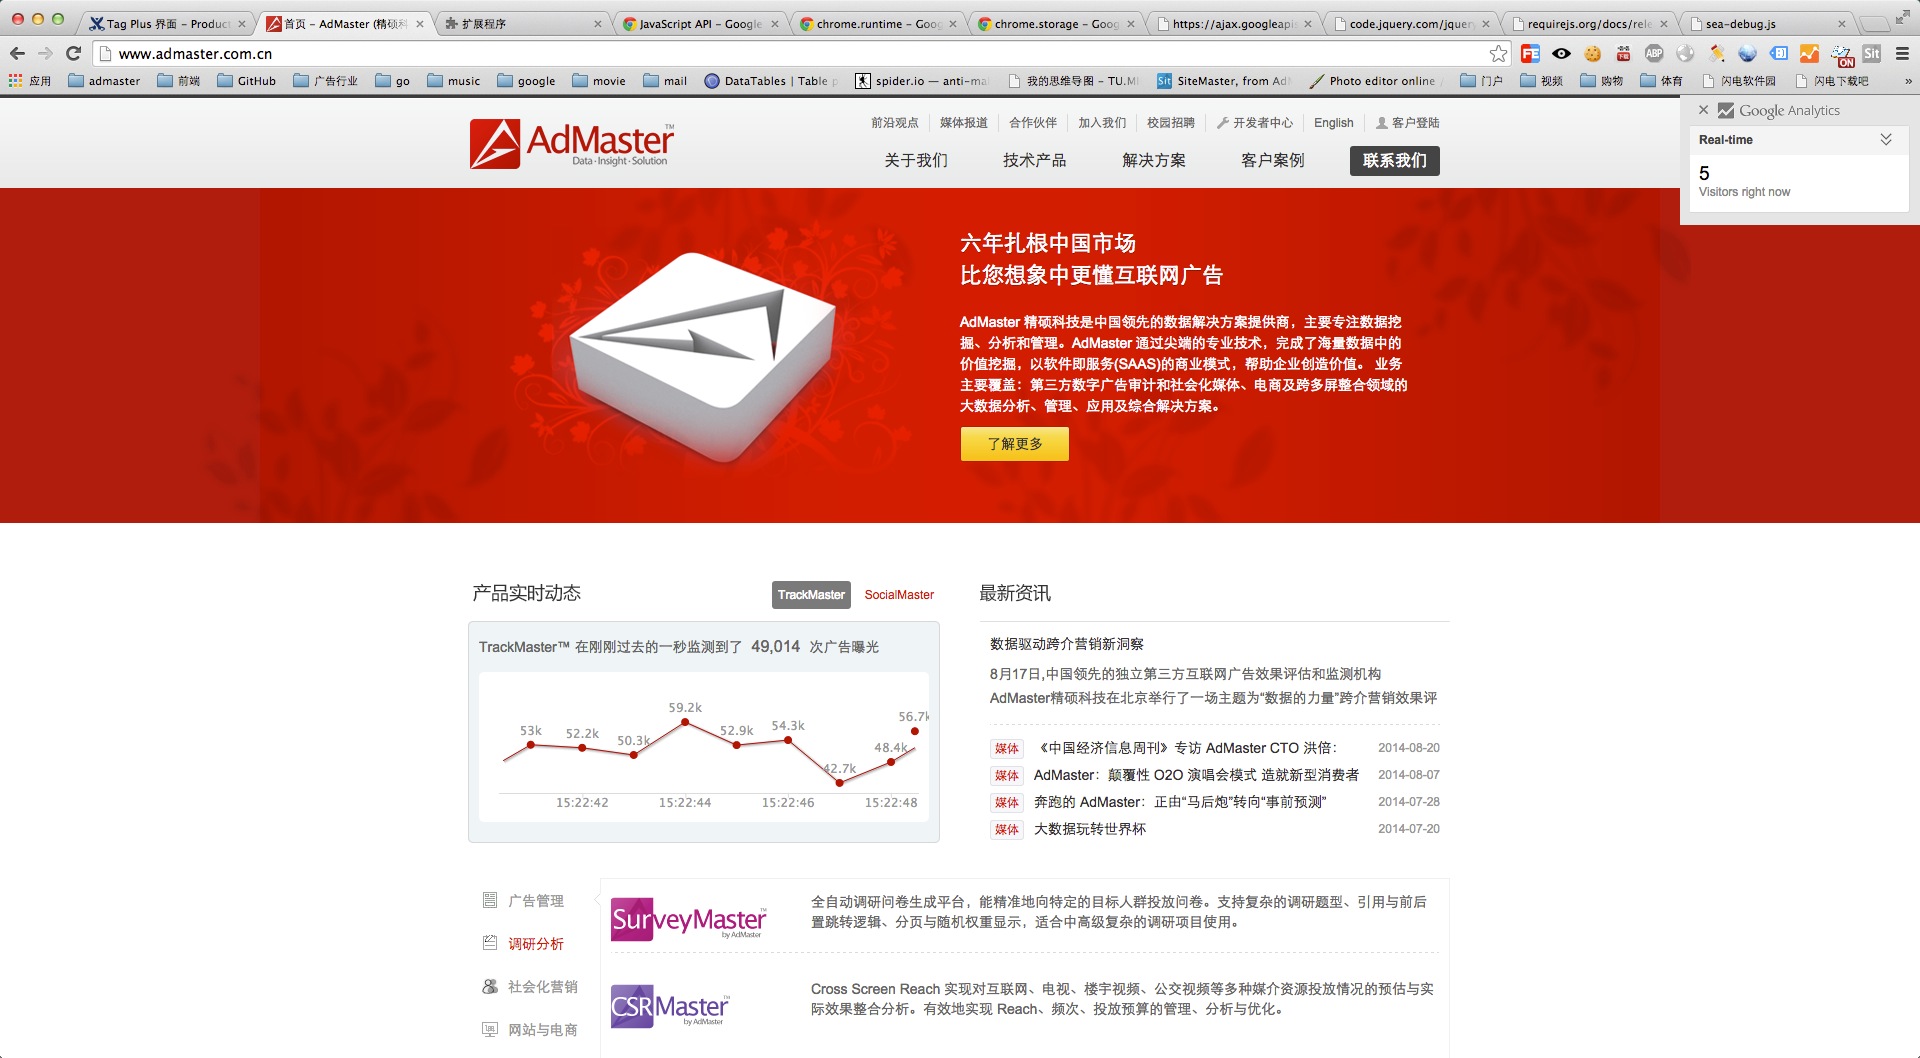 Tag Plus 界面 – Product
首页 – AdMaster (精硕科
扩展程序
JavaScript API – Google
chrome.runtime – Goog
chrome.storage – Goog
https://ajax.googleapis
code.jquery.com/jquery
requirejs.org/docs/rele
sea-debug.js
www.admaster.com.cn
ABP
ON
Sit
应用
admaster
前端
GitHub
广告行业
go
music
google
movie
mail
DataTables | Table p
spider.io — anti-ma
我的思维导图 – TU.MI
SiteMaster, from AdM
Photo editor online
门户
视频
购物
体育
闪电软件园
闪电下载吧
»
AdMaster™
Data·Insight·Solution
前沿观点
媒体报道
合作伙伴
加入我们
校园招聘
开发者中心
English
客户登陆
关于我们
技术产品
解决方案
客户案例
联系我们
Google Analytics
Real-time
5
Visitors right now
六年扎根中国市场
比您想象中更懂互联网广告
AdMaster 精硕科技是中国领先的数据解决方案提供商，主要专注数据挖
掘、分析和管理。AdMaster 通过尖端的专业技术，完成了海量数据中的
价值挖掘，以软件即服务(SAAS)的商业模式，帮助企业创造价值。 业务
主要覆盖：第三方数字广告审计和社会化媒体、电商及跨多屏整合领域的
大数据分析、管理、应用及综合解决方案。
了解更多
产品实时动态
TrackMaster
SocialMaster
TrackMaster™ 在刚刚过去的一秒监测到了 49,014 次广告曝光
53k
52.2k
50.3k
59.2k
52.9k
54.3k
42.7k
48.4k
56.7k
15:22:42
15:22:44
15:22:46
15:22:48
最新资讯
数据驱动跨介营销新洞察
8月17日,中国领先的独立第三方互联网广告效果评估和监测机构
AdMaster精硕科技在北京举行了一场主题为“数据的力量”跨介营销效果评
媒体 《中国经济信息周刊》专访 AdMaster CTO 洪倍： 2014-08-20
媒体 AdMaster：颠覆性 O2O 演唱会模式 造就新型消费者 2014-08-07
媒体 奔跑的 AdMaster：正由“马后炮”转向“事前预测” 2014-07-28
媒体 大数据玩转世界杯 2014-07-20
广告管理
调研分析
社会化营销
网站与电商
SurveyMaster™
by AdMaster
全自动调研问卷生成平台，能精准地向特定的目标人群投放问卷。支持复杂的调研题型、引用与前后
置跳转逻辑、分页与随机权重显示，适合中高级复杂的调研项目使用。
CSRMaster™
by AdMaster
Cross Screen Reach 实现对互联网、电视、楼宇视频、公交视频等多种媒介资源投放情况的预估与实
际效果整合分析。有效地实现 Reach、频次、投放预算的管理、分析与优化。